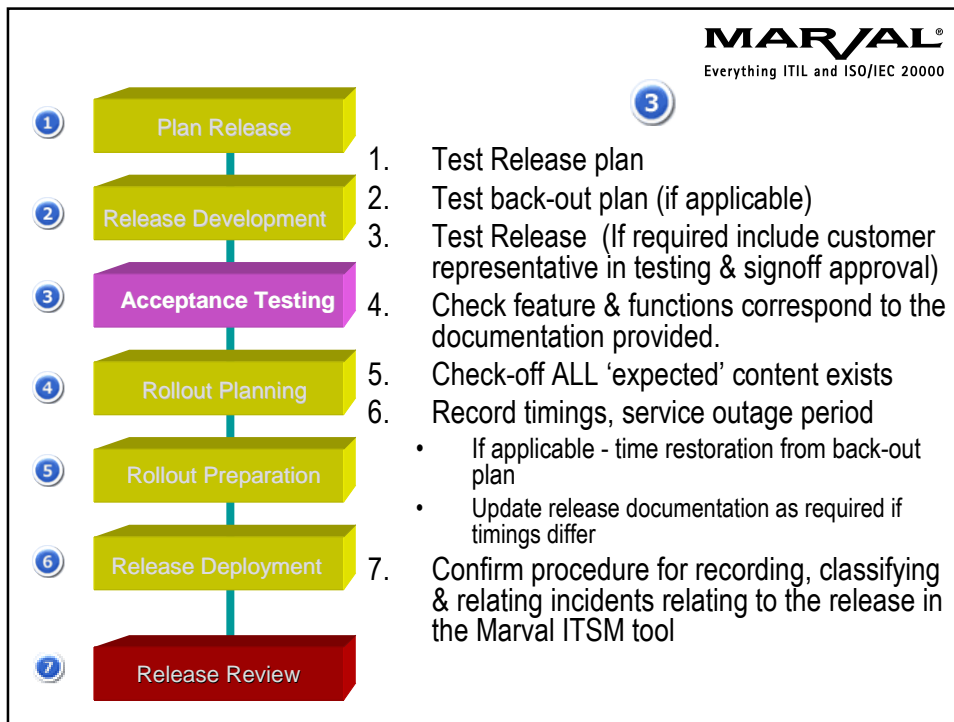 MARVAL®
Everything ITIL and ISO/IEC 20000
3
1
Plan Release
2
Release Development
3
Acceptance Testing
4
Rollout Planning
5
Rollout Preparation
6
Release Deployment
7
Release Review
1. Test Release plan
2. Test back-out plan (if applicable)
3. Test Release (If required include customer
representative in testing & signoff approval)
4. Check feature & functions correspond to the
documentation provided.
5. Check-off ALL ‘expected’ content exists
6. Record timings, service outage period
• If applicable - time restoration from back-out
plan
• Update release documentation as required if
timings differ
7. Confirm procedure for recording, classifying
& relating incidents relating to the release in
the Marval ITSM tool